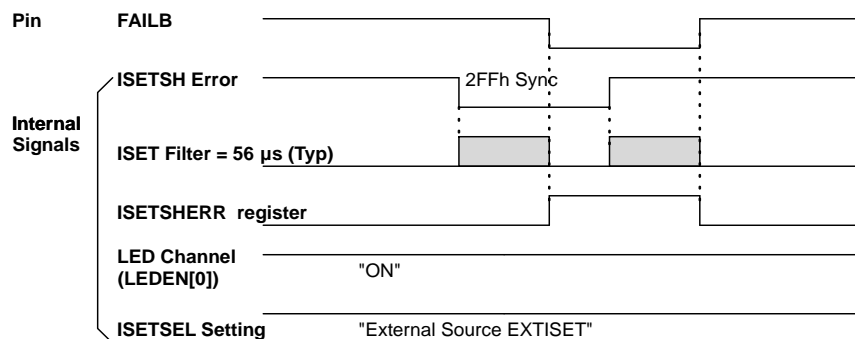 Pin FAILB
ISETSH Error 2FFh Sync
Internal
Signals
ISET Filter = 56 µs (Typ)
ISETSHERR register
LED Channel
(LEDEN[0]) "ON"
ISETSEL Setting "External Source EXTISET"